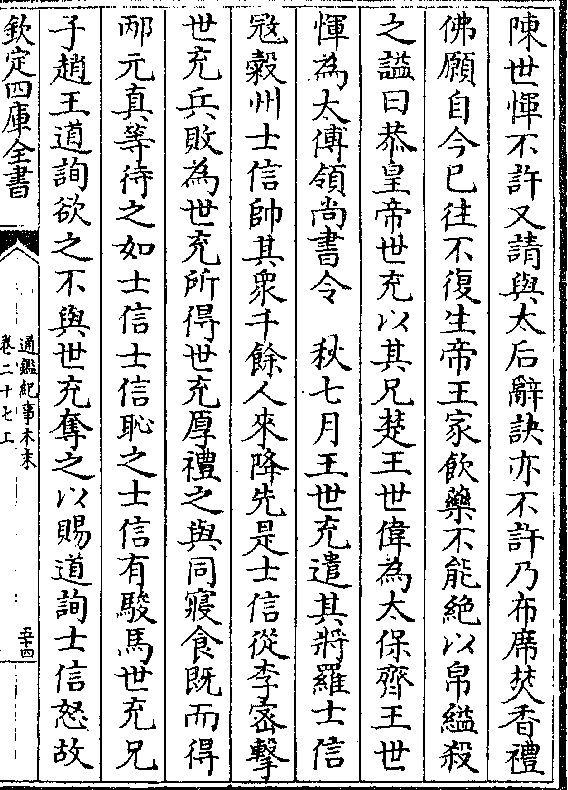 陳世惲不許又請與太后辭訣亦不許乃布席焚香禮
佛願自今已往不復生帝王家飲藥不能絶以帛縊殺
之謚曰恭皇帝世充以其兄楚王世偉為太保齊王世
惲為太傅領尚書令　秋七月王世充遣其將羅士信
㓂穀州士信帥其衆千餘人來降先是士信從李宻擊
世充兵敗為世充所得世充厚禮之與同寢食既而得
邴元真等待之如士信士信恥之士信有駿馬世充兄
子趙王道詢欲之不與世充奪之以賜道詢士信怒故
欽定四庫全書
通鑑紀事本末
卷二十七上
五十四